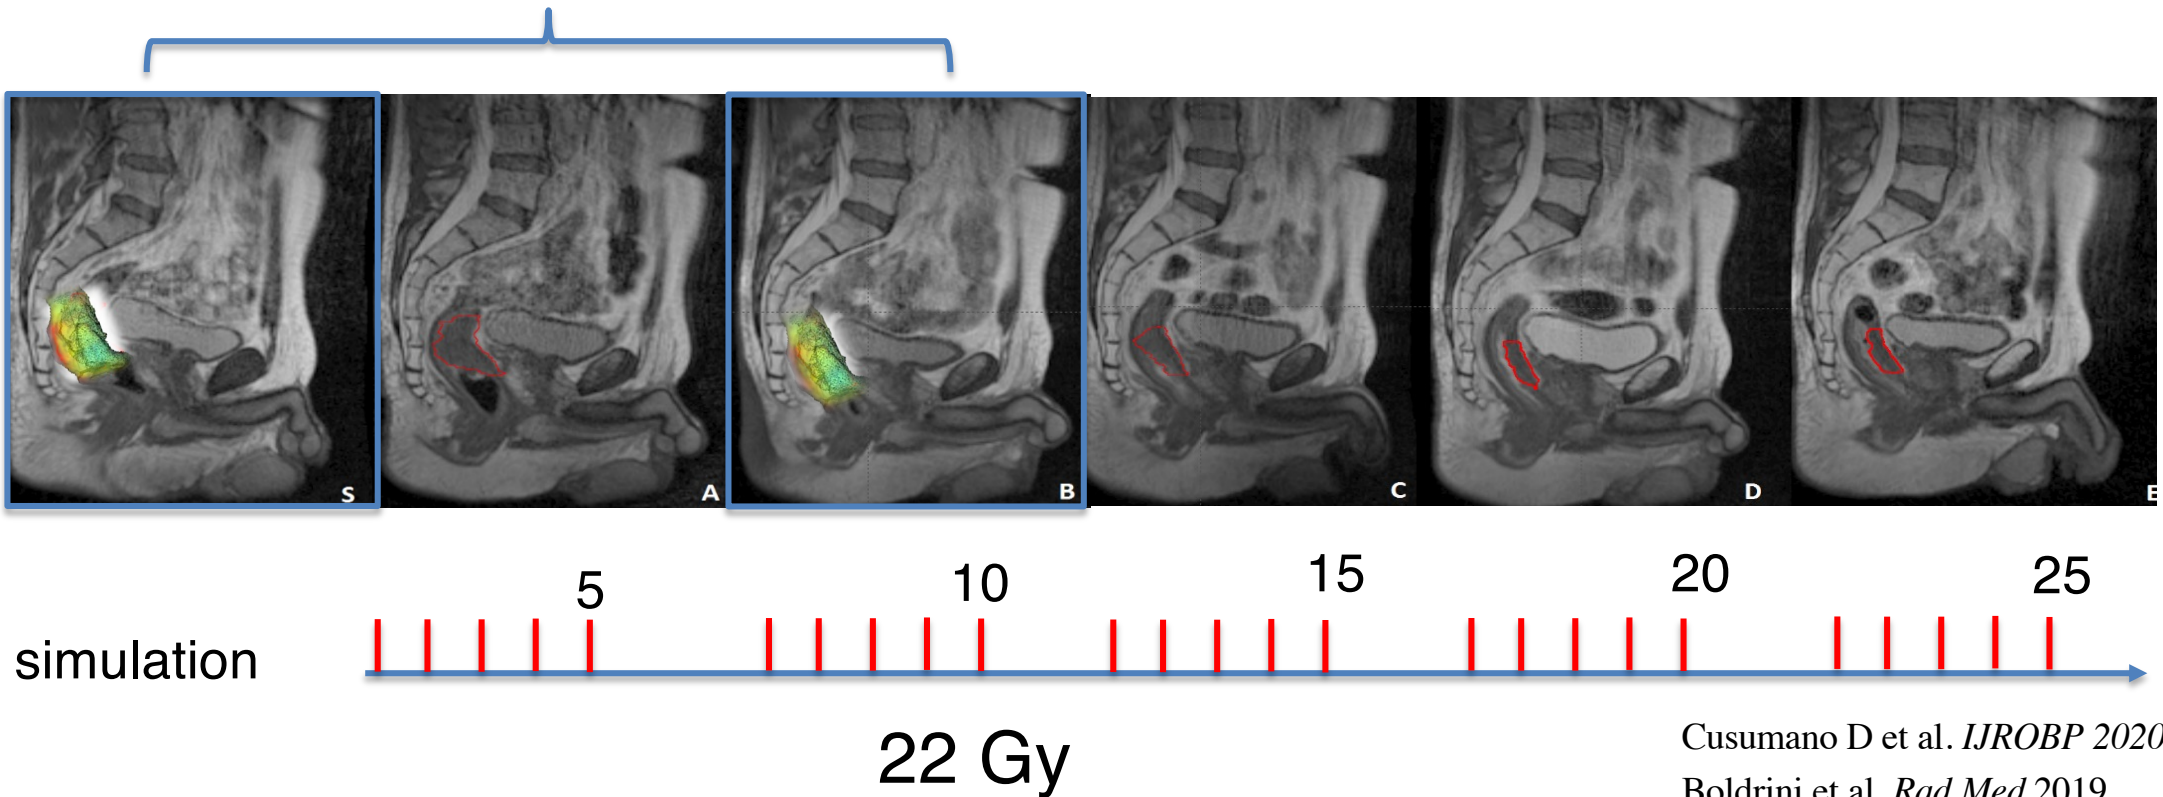 S A B C D E
5 10 15 20 25
simulation
22 Gy
Cusumano D et al. IJROBP 2020
Boldrini et al. Rad Med 2019